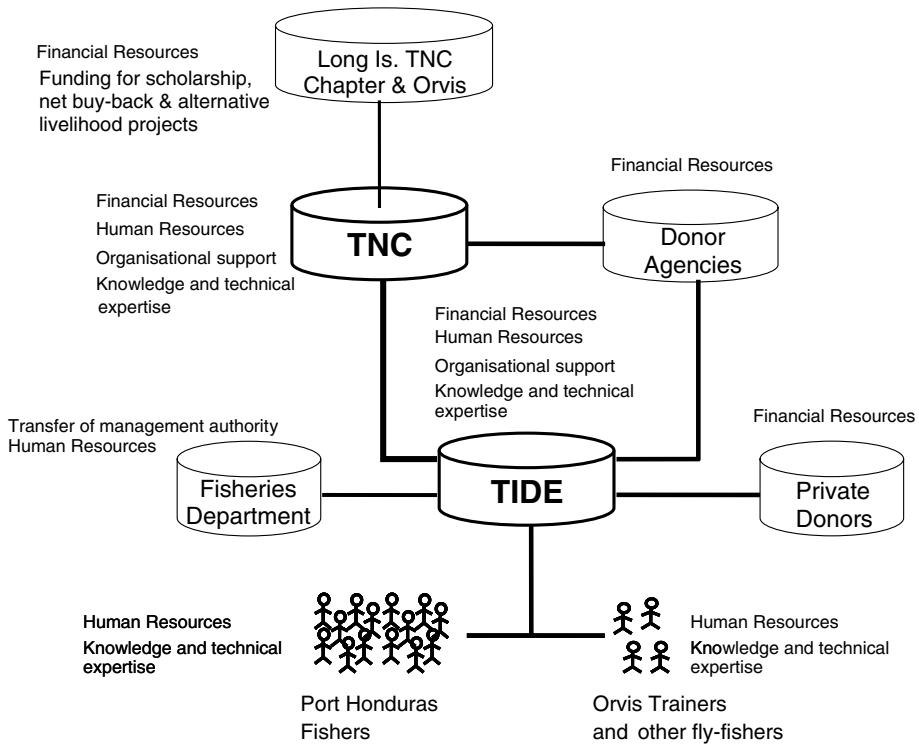 Financial Resources
Funding for scholarship,
net buy-back & alternative
livelihood projects
Long Is. TNC
Chapter & Orvis
Financial Resources
Human Resources
Organisational support
Knowledge and technical
expertise
TNC
Financial Resources
Donor
Agencies
Financial Resources
Human Resources
Organisational support
Knowledge and technical
expertise
Transfer of management authority
Human Resources
Fisheries
Department
TIDE
Financial Resources
Private
Donors
Human Resources
Knowledge and technical
expertise
Port Honduras
Fishers
Human Resources
Knowledge and technical
expertise
Orvis Trainers
and other fly-fishers